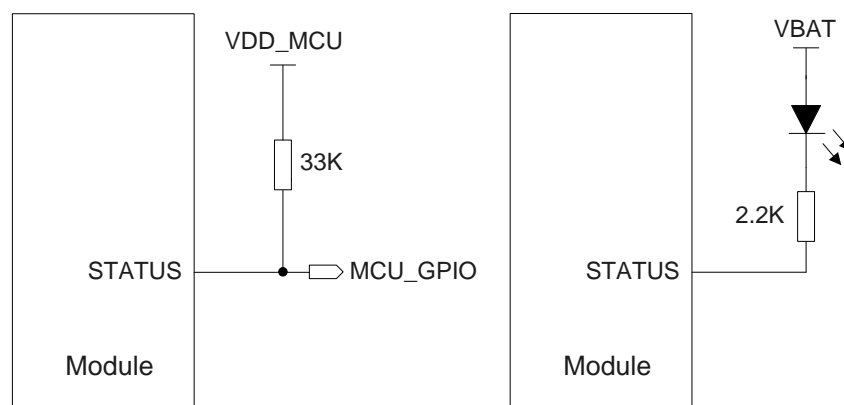 VDD_MCU
33K
STATUS
MCU_GPIO
Module
VBAT
2.2K
STATUS
Module